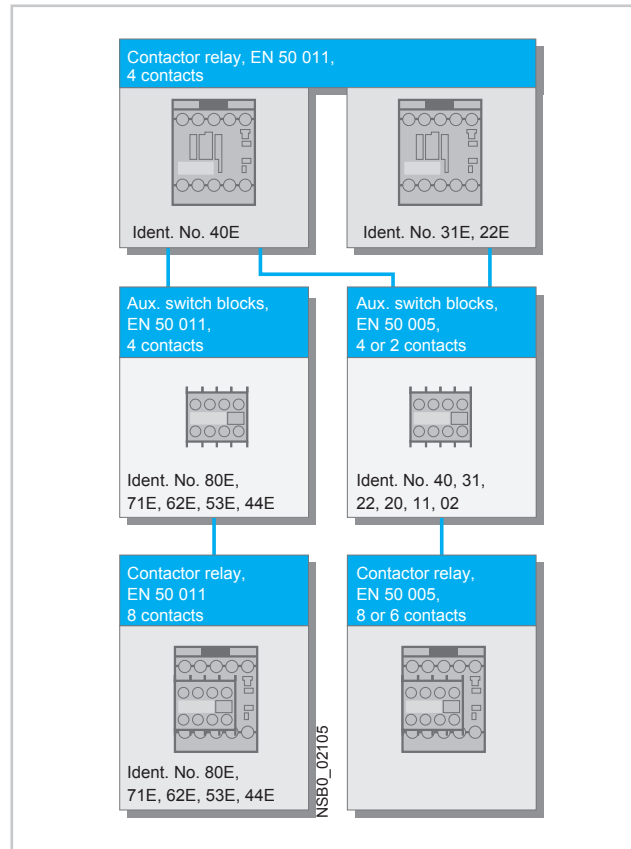 Contactor relay, EN 50 011,
4 contacts
Ident. No. 40E
Ident. No. 31E, 22E
Aux. switch blocks,
EN 50 011,
4 contacts
Ident. No. 80E,
71E, 62E, 53E, 44E
Aux. switch blocks,
EN 50 005,
4 or 2 contacts
Ident. No. 40, 31,
22, 20, 11, 02
Contactor relay,
EN 50 011
8 contacts
Ident. No. 80E,
71E, 62E, 53E, 44E
Contactor relay,
EN 50 005,
8 or 6 contacts
NSB0_02105